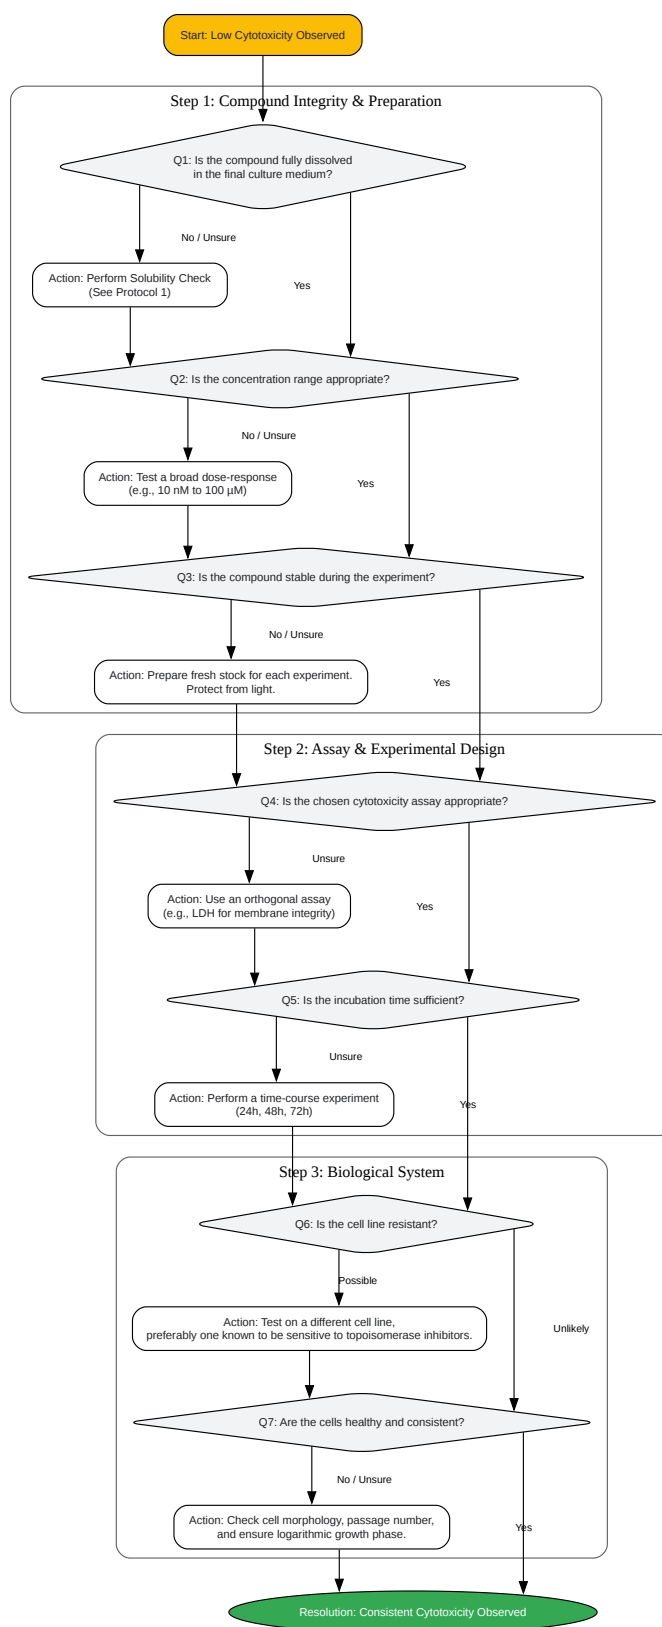 Start: Low Cytotoxicity Observed
Step 1: Compound Integrity & Preparation
Q1: Is the compound fully dissolved
in the final culture medium?
No / Unsure
Yes
Action: Perform Solubility Check
(See Protocol 1)
Q2: Is the concentration range appropriate?
No / Unsure
Yes
Action: Test a broad dose-response
(e.g., 10 nM to 100 µM)
Q3: Is the compound stable during the experiment?
No / Unsure
Yes
Action: Prepare fresh stock for each experiment.
Protect from light.
Step 2: Assay & Experimental Design
Q4: Is the chosen cytotoxicity assay appropriate?
Unsure
Yes
Action: Use an orthogonal assay
(e.g., LDH for membrane integrity)
Q5: Is the incubation time sufficient?
Unsure
Yes
Action: Perform a time-course experiment
(24h, 48h, 72h)
Step 3: Biological System
Q6: Is the cell line resistant?
Possible
Unlikely
Action: Test on a different cell line,
preferably one known to be sensitive to topoisomerase inhibitors.
Q7: Are the cells healthy and consistent?
No / Unsure
Yes
Action: Check cell morphology, passage number,
and ensure logarithmic growth phase.
Resolution: Consistent Cytotoxicity Observed